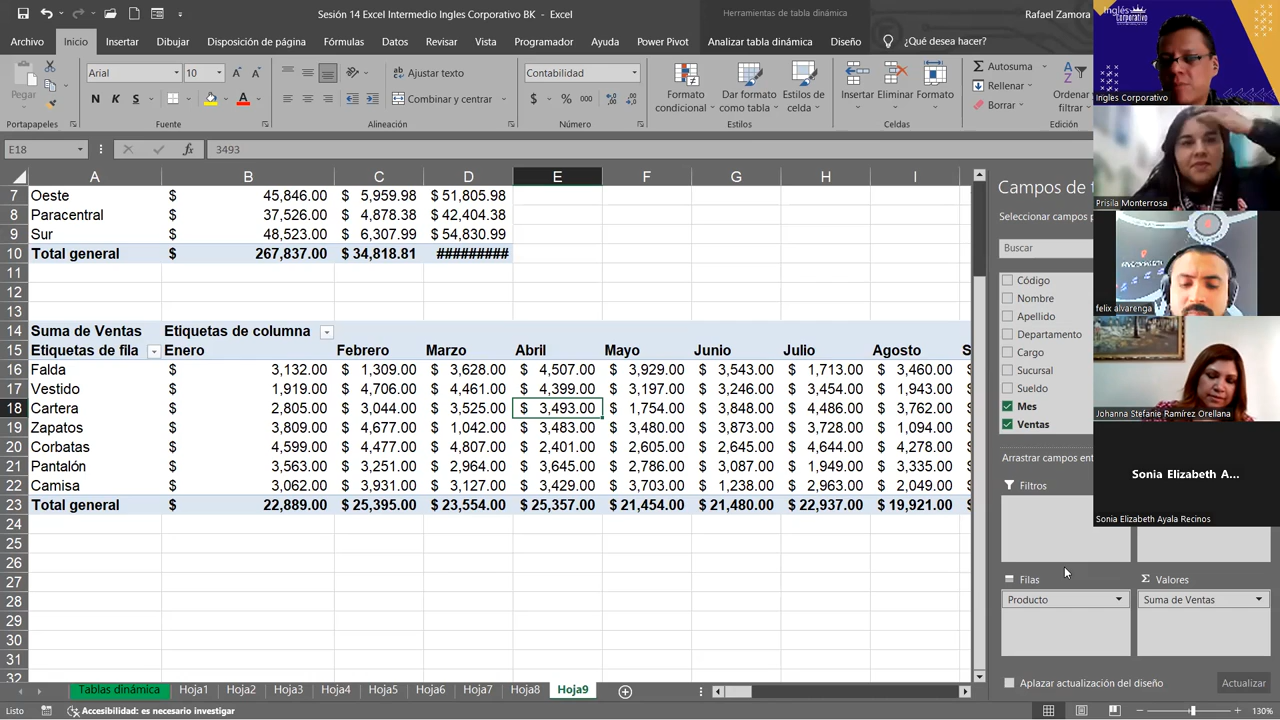 Sesión 14 Excel Intermedio Ingles Corporativo BK - Excel
Herramientas de tabla dinámica
Rafael Zamora
Archivo Inicio Insertar Dibujar Disposición de página Fórmulas Datos Revisar Vista Programador Ayuda Power Pivot Analizar tabla dinámica Diseño ¿Qué desea hacer?
Pegar
Arial 10
N K S
Ajustar texto
Combinar y centrar
Contabilidad
$ % 000
Formato condicional
Dar formato como tabla
Estilos de celda
Insertar Eliminar Formato
Autosuma
Rellenar
Borrar
Ordenar filtrar
Portapapeles Fuente Alineación Número Estilos Celdas Edición
E18 fx 3493
A B C D E F G H I
7 Oeste $ 45,846.00 $ 5,959.98 $ 51,805.98
8 Paracentral $ 37,526.00 $ 4,878.38 $ 42,404.38
9 Sur $ 48,523.00 $ 6,307.99 $ 54,830.99
10 Total general $ 267,837.00 $ 34,818.81 #########
11
12
13
14 Suma de Ventas Etiquetas de columna
15 Etiquetas de fila Enero Febrero Marzo Abril Mayo Junio Julio Agosto S
16 Falda $ 3,132.00 $ 1,309.00 $ 3,628.00 $ 4,507.00 $ 3,929.00 $ 3,543.00 $ 1,713.00 $ 3,460.00 $
17 Vestido $ 1,919.00 $ 4,706.00 $ 4,461.00 $ 4,399.00 $ 3,197.00 $ 3,246.00 $ 3,454.00 $ 1,943.00 $
18 Cartera $ 2,805.00 $ 3,044.00 $ 3,525.00 $ 3,493.00 $ 1,754.00 $ 3,848.00 $ 4,486.00 $ 3,762.00 $
19 Zapatos $ 3,809.00 $ 4,677.00 $ 1,042.00 $ 3,483.00 $ 3,480.00 $ 3,873.00 $ 3,728.00 $ 1,094.00 $
20 Corbatas $ 4,599.00 $ 4,477.00 $ 4,807.00 $ 2,401.00 $ 2,605.00 $ 2,645.00 $ 4,644.00 $ 4,278.00 $
21 Pantalón $ 3,563.00 $ 3,251.00 $ 2,964.00 $ 3,645.00 $ 2,786.00 $ 3,087.00 $ 1,949.00 $ 3,335.00 $
22 Camisa $ 3,062.00 $ 3,931.00 $ 3,127.00 $ 3,429.00 $ 3,703.00 $ 1,238.00 $ 2,963.00 $ 2,049.00 $
23 Total general $ 22,889.00 $ 25,395.00 $ 23,554.00 $ 25,357.00 $ 21,454.00 $ 21,480.00 $ 22,937.00 $ 19,921.00 $
24
25
26
27
28
29
30
31
32
Campos de
Seleccionar campos
Buscar
Código
Nombre
Apellido
Departamento
Cargo
Sucursal
Sueldo
Mes
Ventas
Arrastrar campos
Filtros
Filas
Σ Valores
Producto
Suma de Ventas
Aplazar actualización del diseño
Actualizar
Inglés Corporativo
Ingles Corporativo
Prisila Monterrosa
felix alvarenga
Johanna Stefanie Ramírez Orellana
Sonia Elizabeth A...
Sonia Elizabeth Ayala Recinos
Tablas dinámica Hoja1 Hoja2 Hoja3 Hoja4 Hoja5 Hoja6 Hoja7 Hoja8 Hoja9
Listo Accesibilidad: es necesario investigar 130%